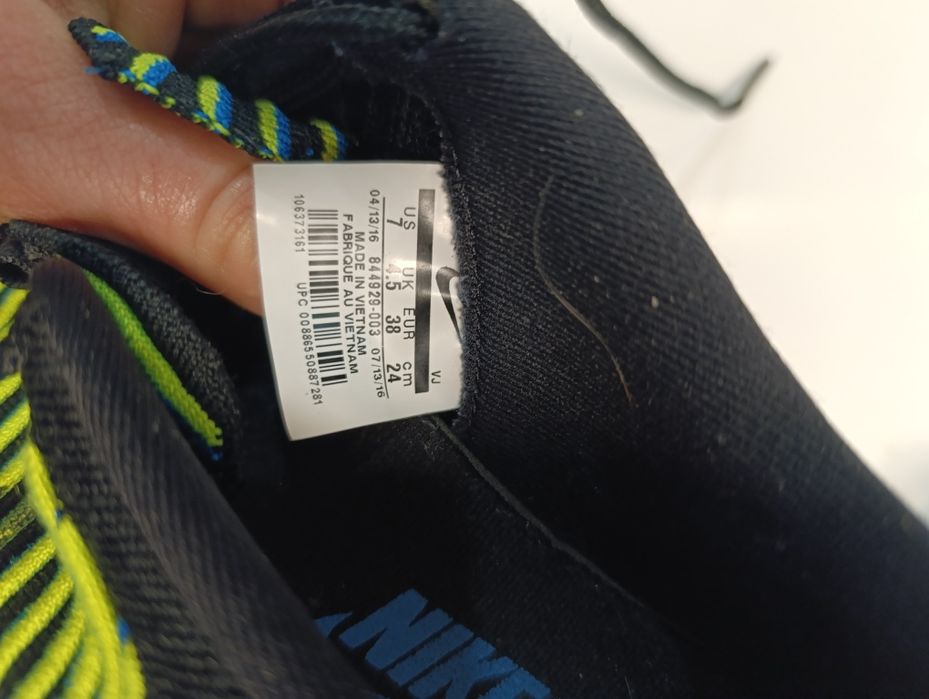 VJ
US UK EUR cm
7 4.5 38 24
04/13/16 844929-003 07/13/16
MADE IN VIETNAM
FABRIQUE AU VIETNAM
UPC 00886550887281
106373161
NIKE